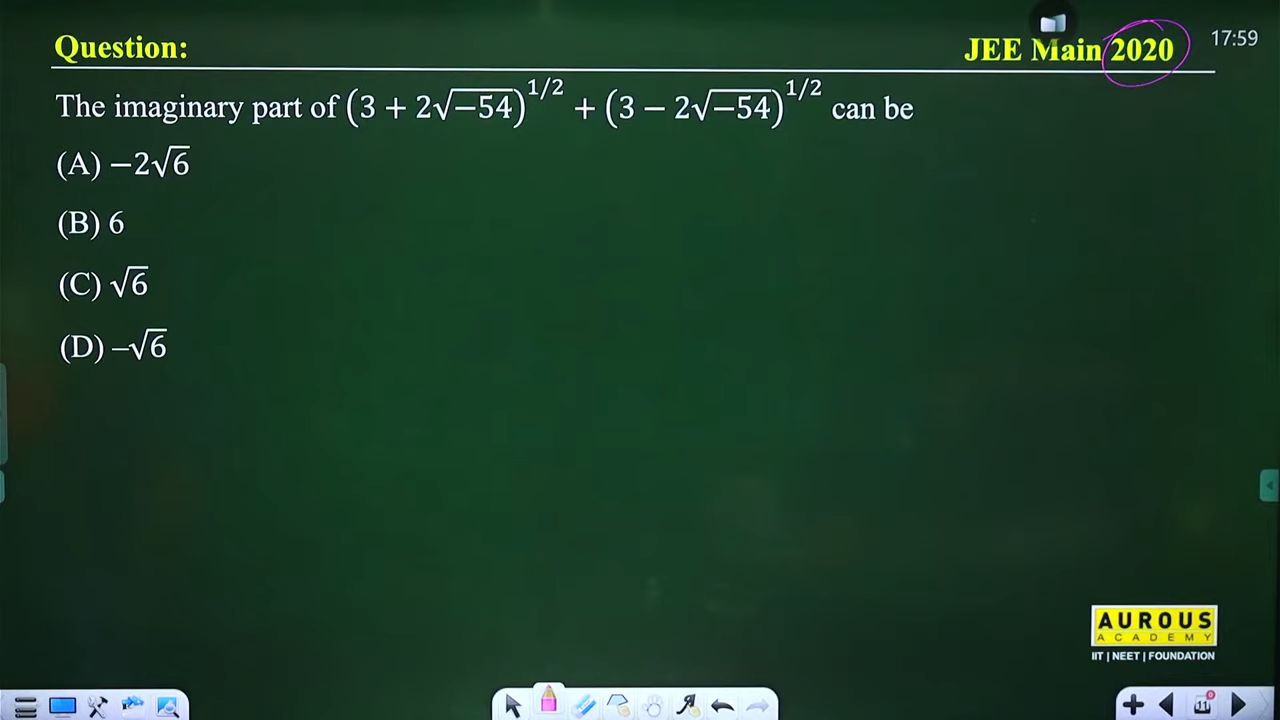 Question:
JEE Main 2020
17:59
The imaginary part of (3 + 2√−54)^1/2 + (3 − 2√−54)^1/2 can be
(A) −2√6
(B) 6
(C) √6
(D) –√6
AUROUS
ACADEMY
IIT | NEET | FOUNDATION
11